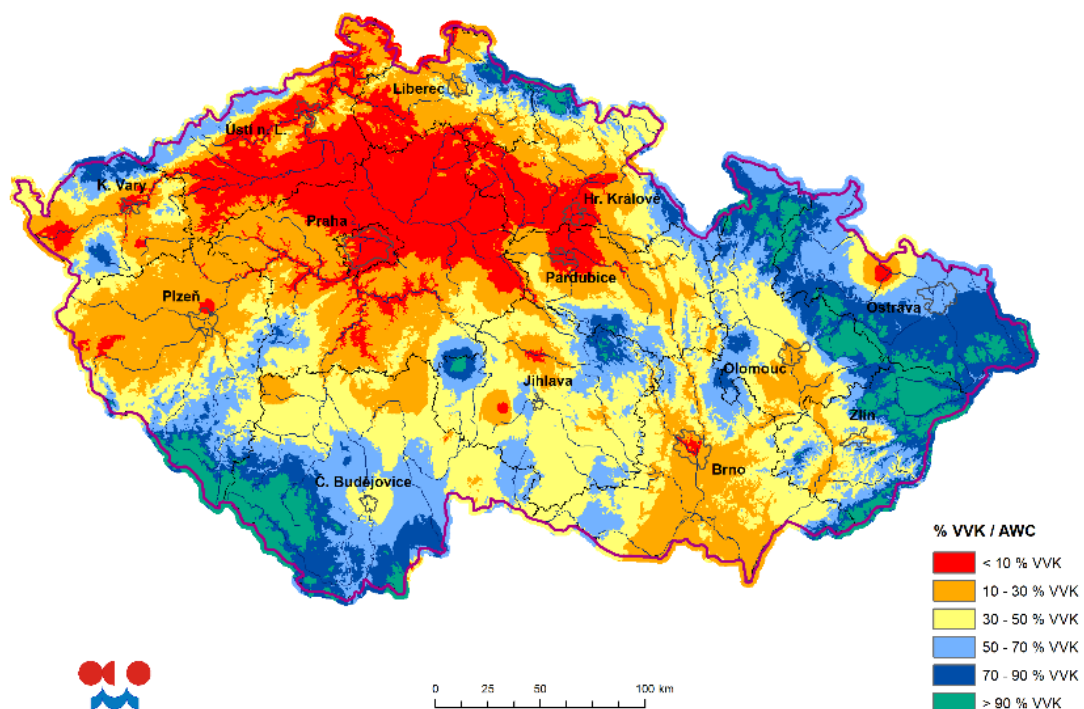 Liberec
Ústí n. L.
K. Vary
Hr. Králové
Praha
Pardubice
Plzeň
Ostrava
Olomouc
Jihlava
Zlín
Brno
Č. Budějovice
% VVK / AWC
< 10 % VVK
10 - 30 % VVK
30 - 50 % VVK
50 - 70 % VVK
70 - 90 % VVK
> 90 % VVK
0 25 50 100 km